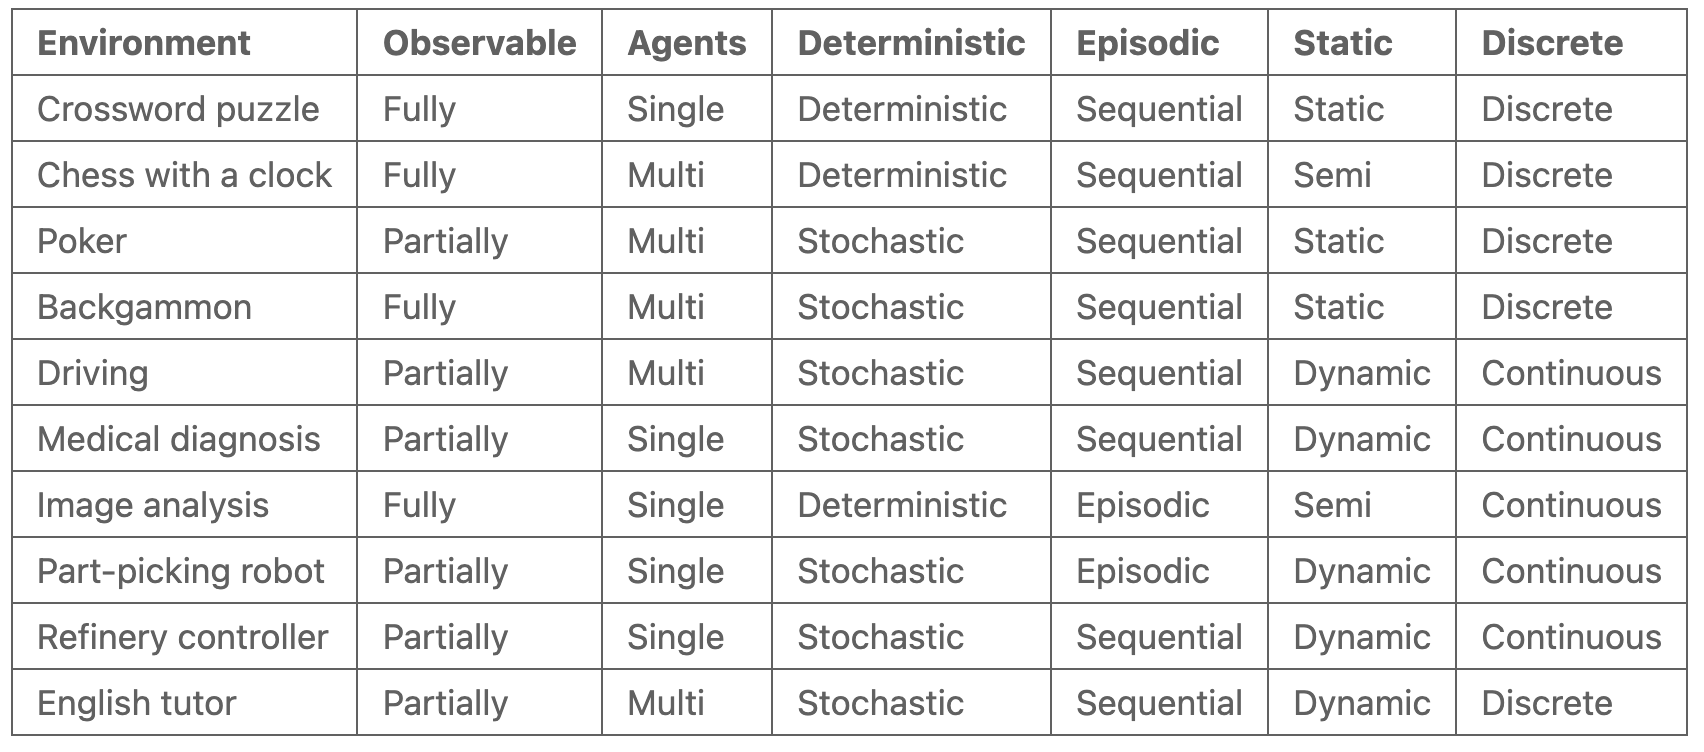 Environment Observable Agents Deterministic Episodic Static Discrete
Crossword puzzle Fully Single Deterministic Sequential Static Discrete
Chess with a clock Fully Multi Deterministic Sequential Semi Discrete
Poker Partially Multi Stochastic Sequential Static Discrete
Backgammon Fully Multi Stochastic Sequential Static Discrete
Driving Partially Multi Stochastic Sequential Dynamic Continuous
Medical diagnosis Partially Single Stochastic Sequential Dynamic Continuous
Image analysis Fully Single Deterministic Episodic Semi Continuous
Part-picking robot Partially Single Stochastic Episodic Dynamic Continuous
Refinery controller Partially Single Stochastic Sequential Dynamic Continuous
English tutor Partially Multi Stochastic Sequential Dynamic Discrete